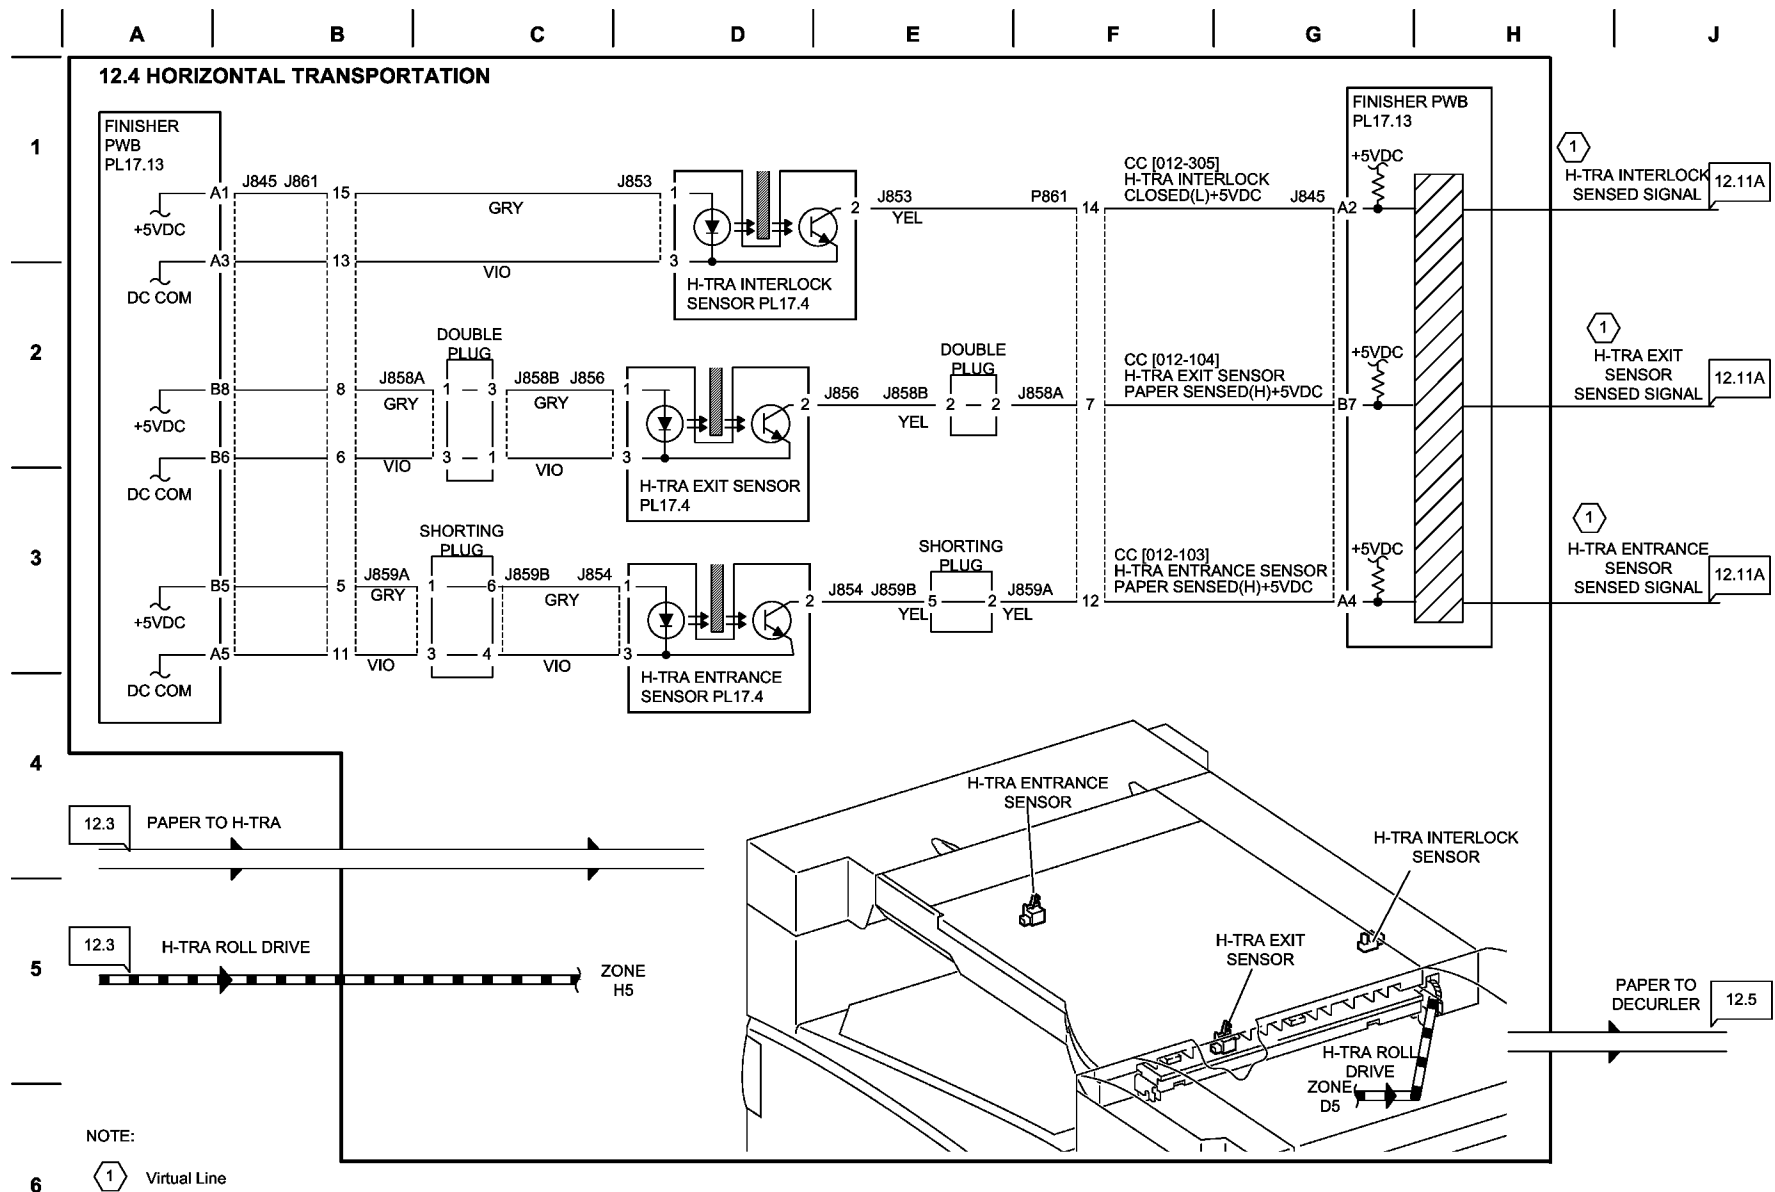 A B C D E F G H J
12.4 HORIZONTAL TRANSPORTATION
1
FINISHER
PWB
PL17.13
A1 J845 J861 15 GRY J853 1
+5VDC
A3 13 VIO 3
DC COM
H-TRA INTERLOCK
SENSOR PL17.4
2 J853 YEL P861 14
CC [012-305]
H-TRA INTERLOCK
CLOSED(L)+5VDC
J845 A2
FINISHER PWB
PL17.13
+5VDC
1
H-TRA INTERLOCK
SENSED SIGNAL
12.11A
2
DOUBLE
PLUG
B8 8 J858A GRY 1 3 J858B J856 GRY 1
+5VDC
B6 6 VIO 3 1 VIO 3
DC COM
H-TRA EXIT SENSOR
PL17.4
2 J856 J858B YEL
DOUBLE
PLUG
2 2 J858A 7
CC [012-104]
H-TRA EXIT SENSOR
PAPER SENSED(H)+5VDC
B7
+5VDC
1
H-TRA EXIT
SENSOR
SENSED SIGNAL
12.11A
3
SHORTING
PLUG
B5 5 J859A GRY 1 6 J859B J854 GRY 1
+5VDC
A5 11 VIO 3 4 VIO 3
DC COM
H-TRA ENTRANCE
SENSOR PL17.4
2 J854 J859B YEL
SHORTING
PLUG
5 2 J859A YEL 12
CC [012-103]
H-TRA ENTRANCE SENSOR
PAPER SENSED(H)+5VDC
A4
+5VDC
1
H-TRA ENTRANCE
SENSOR
SENSED SIGNAL
12.11A
4
12.3 PAPER TO H-TRA
H-TRA ENTRANCE
SENSOR
H-TRA INTERLOCK
SENSOR
5
12.3 H-TRA ROLL DRIVE
ZONE
H5
H-TRA EXIT
SENSOR
H-TRA ROLL
DRIVE
ZONE
D5
PAPER TO
DECURLER
12.5
NOTE:
6
1 Virtual Line